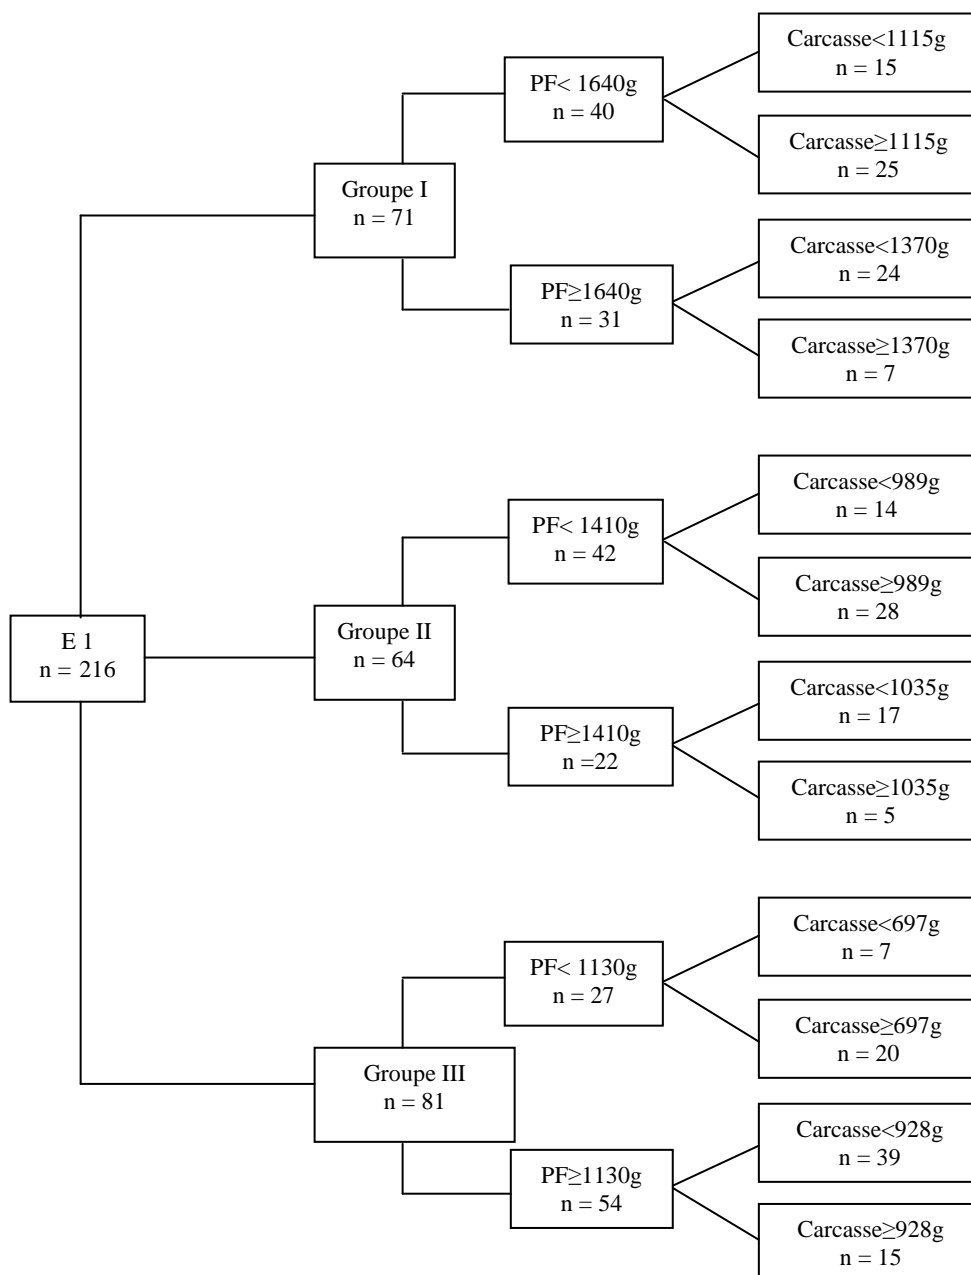 E 1
n = 216
Groupe I
n = 71
PF< 1640g
n = 40
Carcasse<1115g
n = 15
Carcasse≥1115g
n = 25
PF≥1640g
n = 31
Carcasse<1370g
n = 24
Carcasse≥1370g
n = 7
Groupe II
n = 64
PF< 1410g
n = 42
Carcasse<989g
n = 14
Carcasse≥989g
n = 28
PF≥1410g
n =22
Carcasse<1035g
n = 17
Carcasse≥1035g
n = 5
Groupe III
n = 81
PF< 1130g
n = 27
Carcasse<697g
n = 7
Carcasse≥697g
n = 20
PF≥1130g
n = 54
Carcasse<928g
n = 39
Carcasse≥928g
n = 15